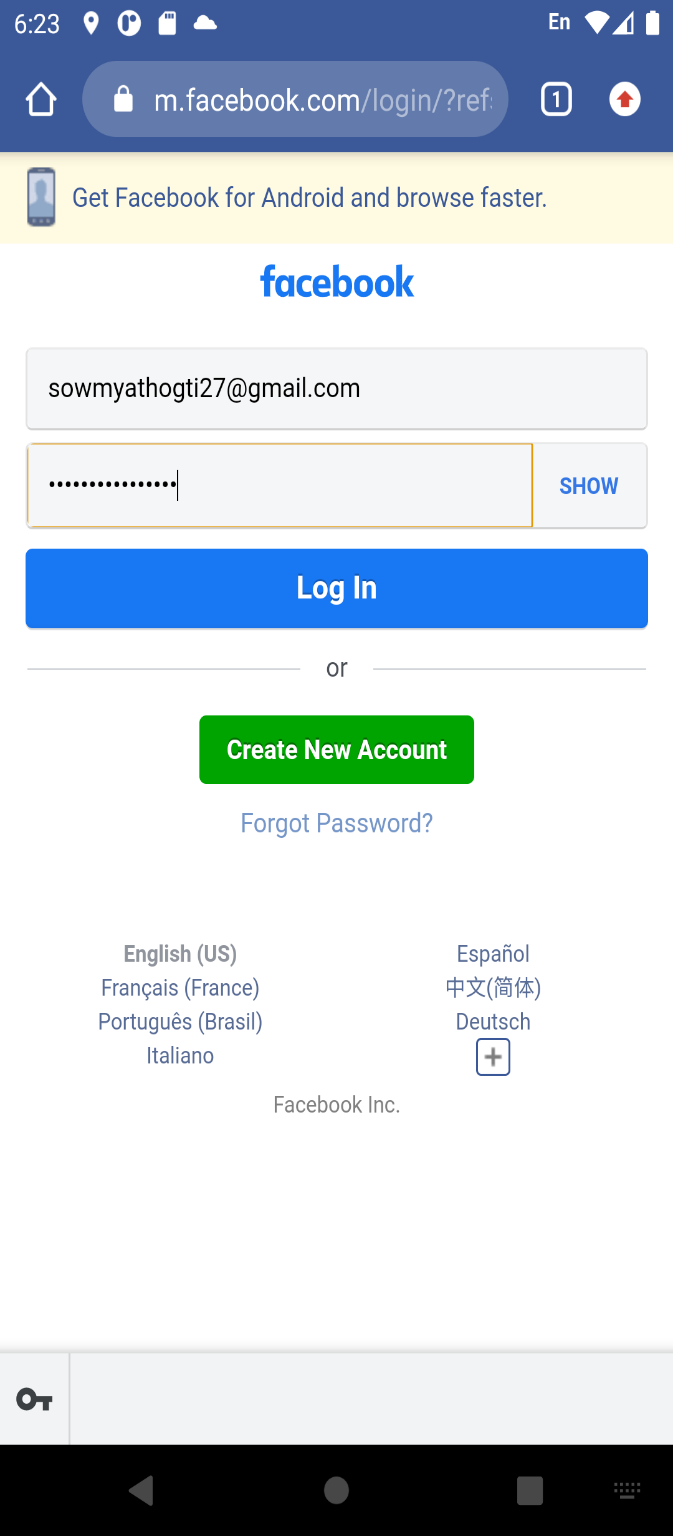 6:23 En
m.facebook.com/login/?ref
1
Get Facebook for Android and browse faster.
facebook
sowmyathogti27@gmail.com
•••••••••••••••• SHOW
Log In
or
Create New Account
Forgot Password?
English (US) Español
Français (France) 中文(简体)
Português (Brasil) Deutsch
Italiano
Facebook Inc.